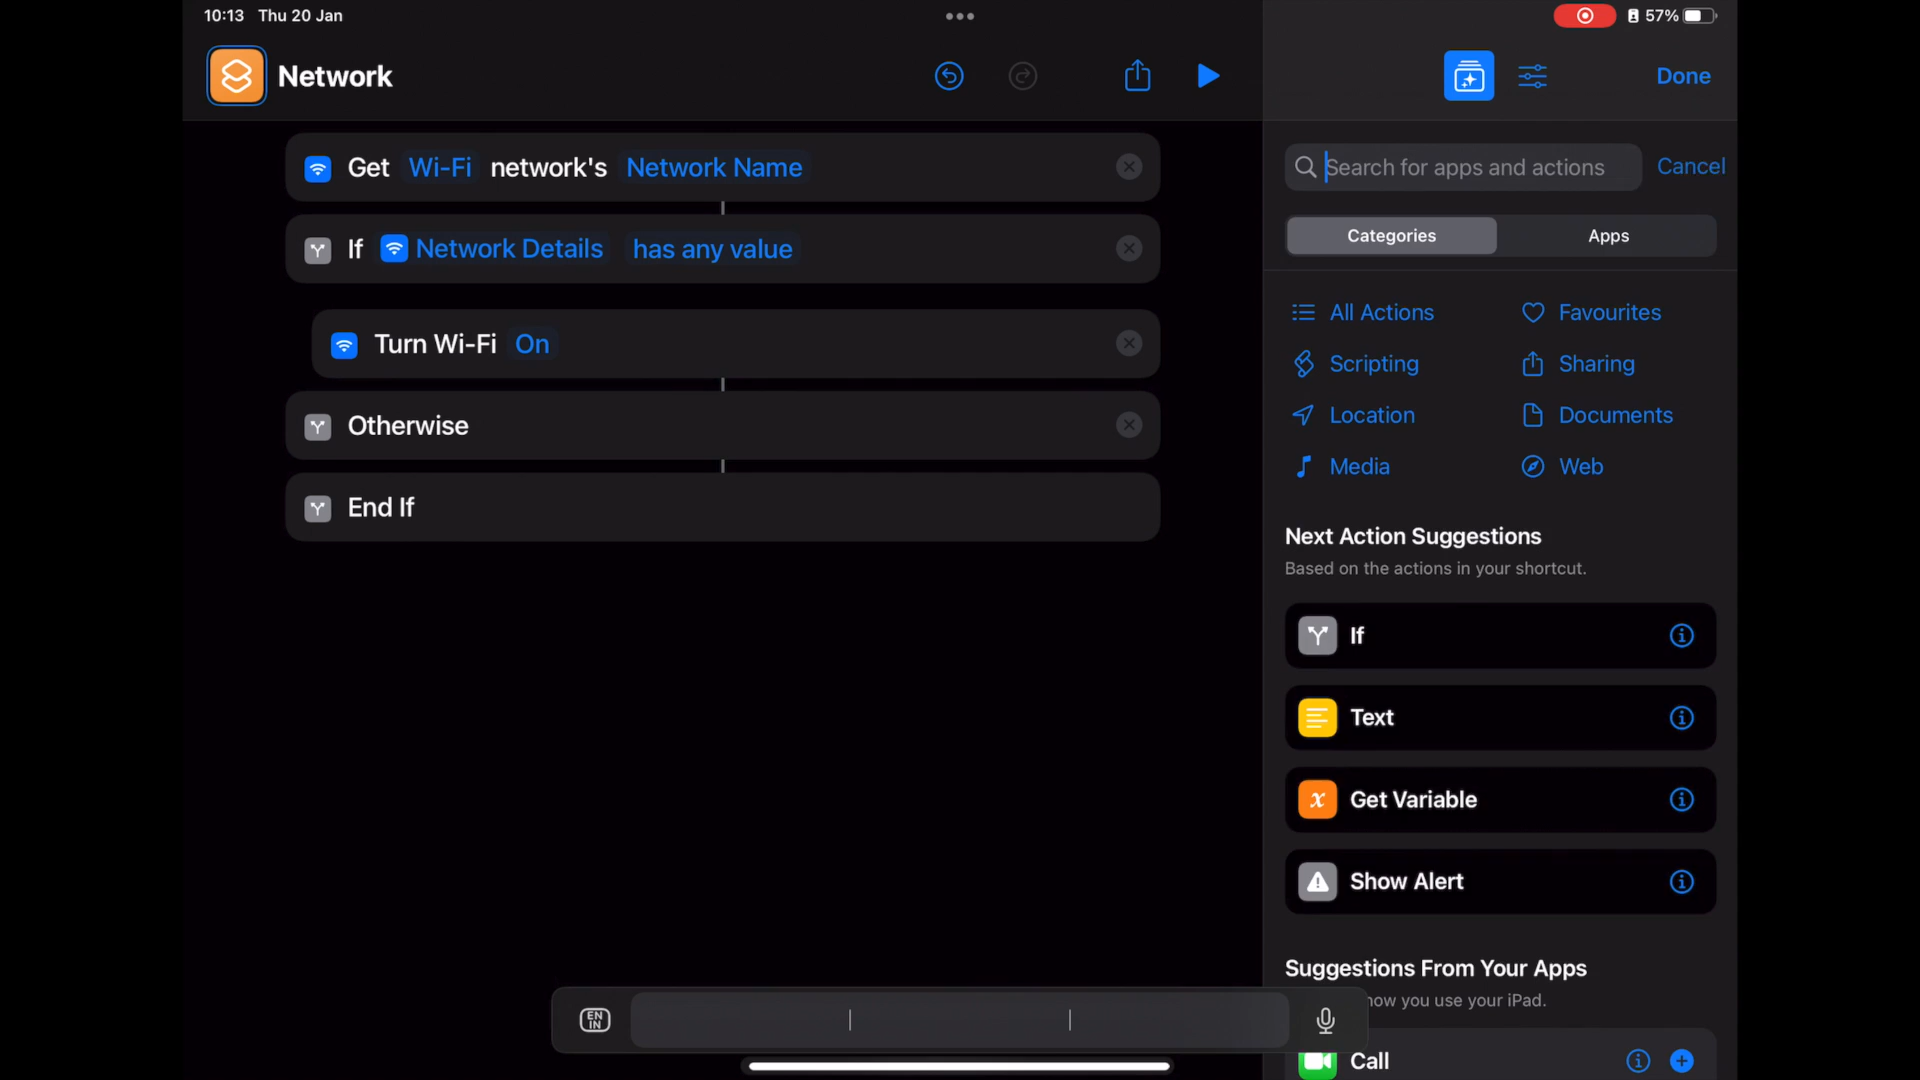 10:13 Thu 20 Jan
57%
Network
Done
Get Wi-Fi network's Network Name
If Network Details has any value
Turn Wi-Fi On
Otherwise
End If
Search for apps and actions
Cancel
Categories
Apps
All Actions
Favourites
Scripting
Sharing
Location
Documents
Media
Web
Next Action Suggestions
Based on the actions in your shortcut.
If
Text
Get Variable
Show Alert
Suggestions From Your Apps
how you use your iPad.
Call
EN
IN